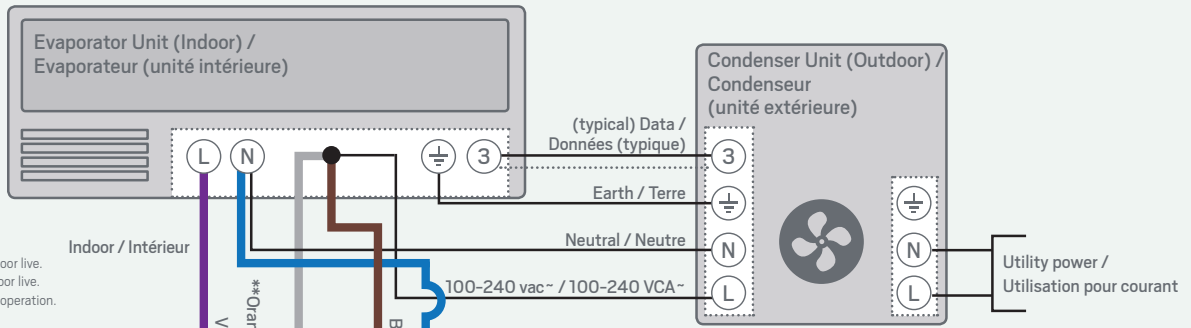 Evaporator Unit (Indoor) /
Evaporateur (unité intérieure)
Condenser Unit (Outdoor) /
Condenseur
(unité extérieure)
(typical) Data /
Données (typique)
L
N
3
3
Earth / Terre
Neutral / Neutre
N
L
N
L
Indoor / Intérieur
100-240 vac~ / 100-240 VCA~
Utility power /
Utilisation pour courant
oor live.
oor live.
operation.
V
B